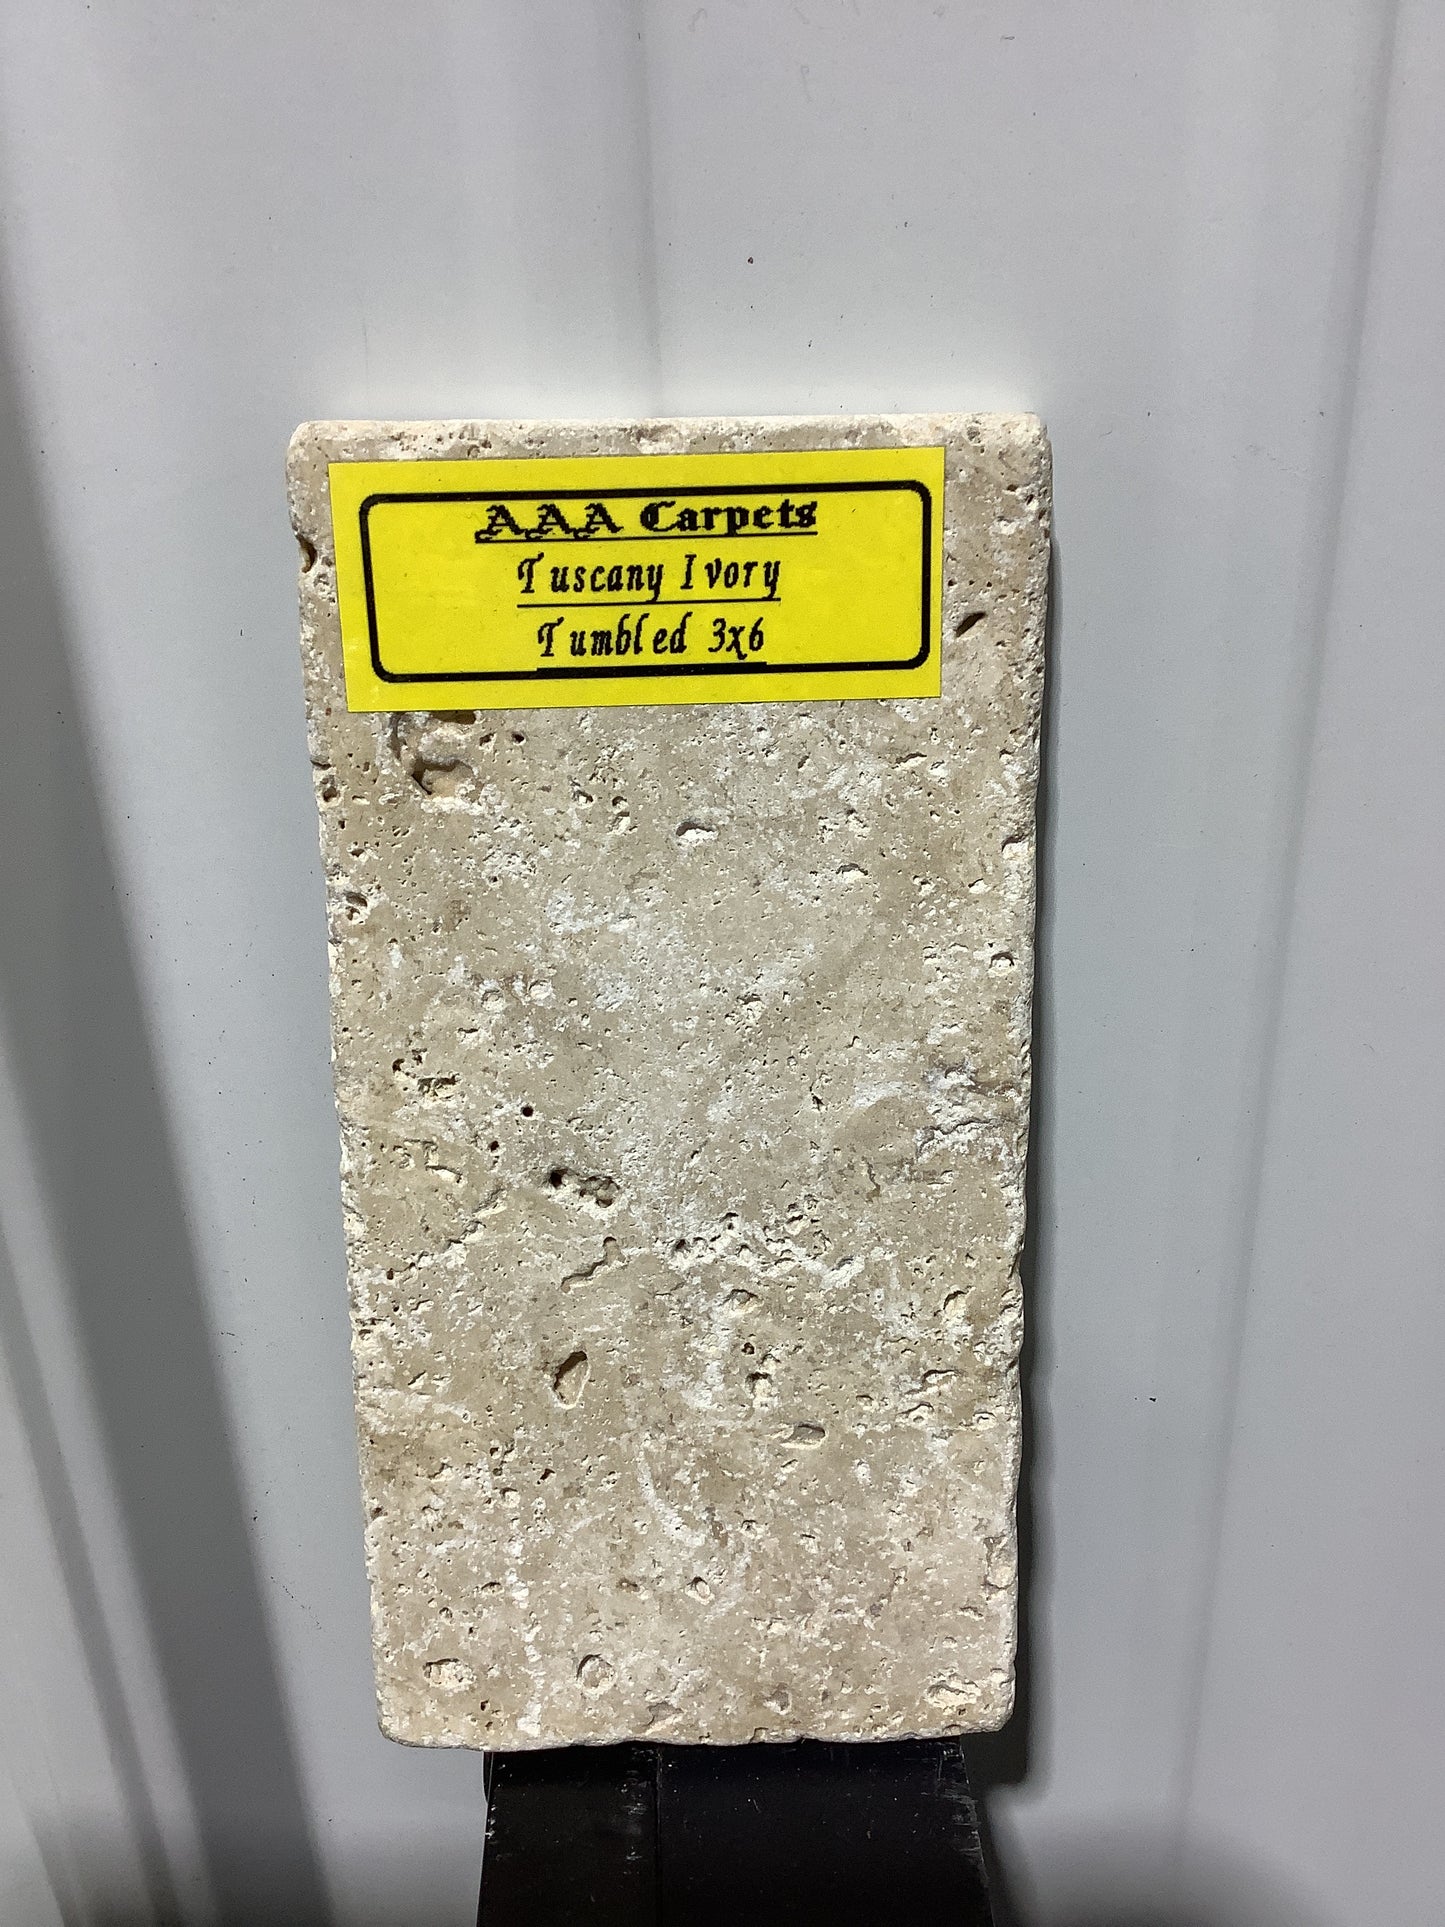 AAA Carpets
Tuscany Ivory
Tumbled 3x6